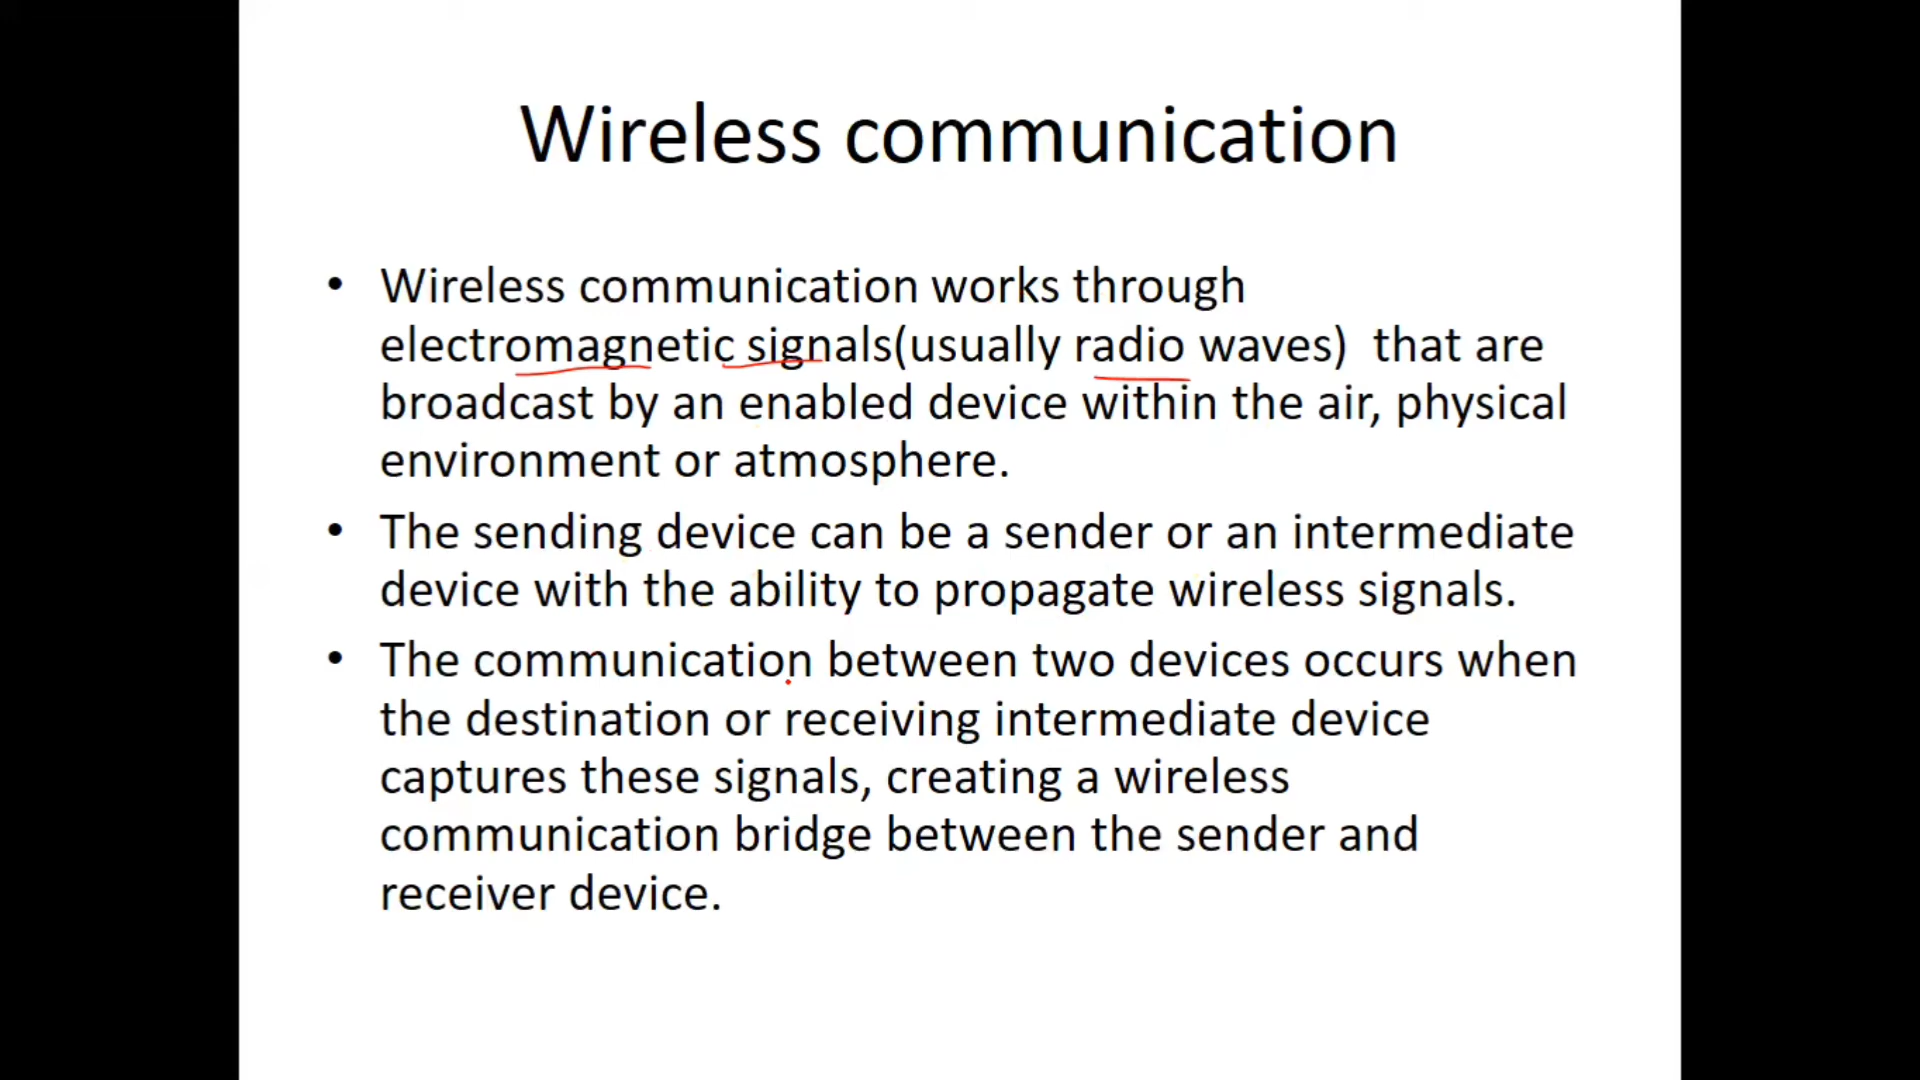 Wireless communication
• Wireless communication works through
electromagnetic signals(usually radio waves)  that are
broadcast by an enabled device within the air, physical
environment or atmosphere.
• The sending device can be a sender or an intermediate
device with the ability to propagate wireless signals.
• The communication between two devices occurs when
the destination or receiving intermediate device
captures these signals, creating a wireless
communication bridge between the sender and
receiver device.